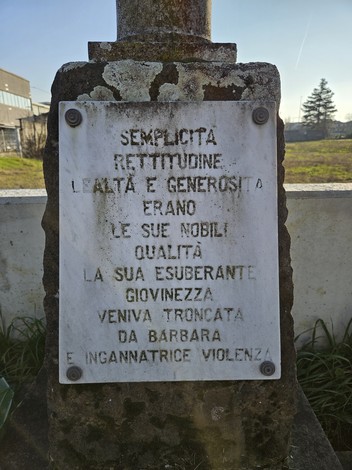 SEMPLICITÀ
RETTITUDINE
LEALTÀ E GENEROSITÀ
ERANO
LE SUE NOBILI
QUALITÀ
LA SUA ESUBERANTE
GIOVINEZZA
VENIVA TRONCATA
DA BARBARA
E INGANNATRICE VIOLENZA